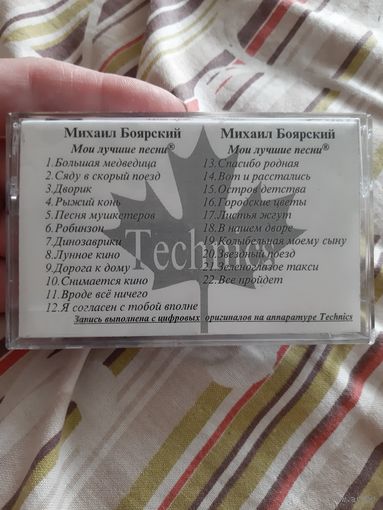 Михаил Боярский
Мои лучшие песни®
1.Большая медведица
2.Сяду в скорый поезд
3.Дворик
4.Рыжий конь
5.Песня мушкетеров
6.Робинзон
7.Динозаврики
8.Лунное кино
9.Дорога к дому
10.Снимается кино
11.Вроде всё ничего
12.Я согласен с тобой вполне
Михаил Боярский
Мои лучшие песни®
13.Спасибо родная
14.Вот и расстались
15.Остров детства
16.Городские цветы
17.Листья жгут
18.В нашем дворе
19.Колыбельная моему сыну
20.Звездный поезд
21.Зеленоглазое такси
22.Все пройдет
Technics
Запись выполнена с цифровых оригиналов на аппаратуре Technics